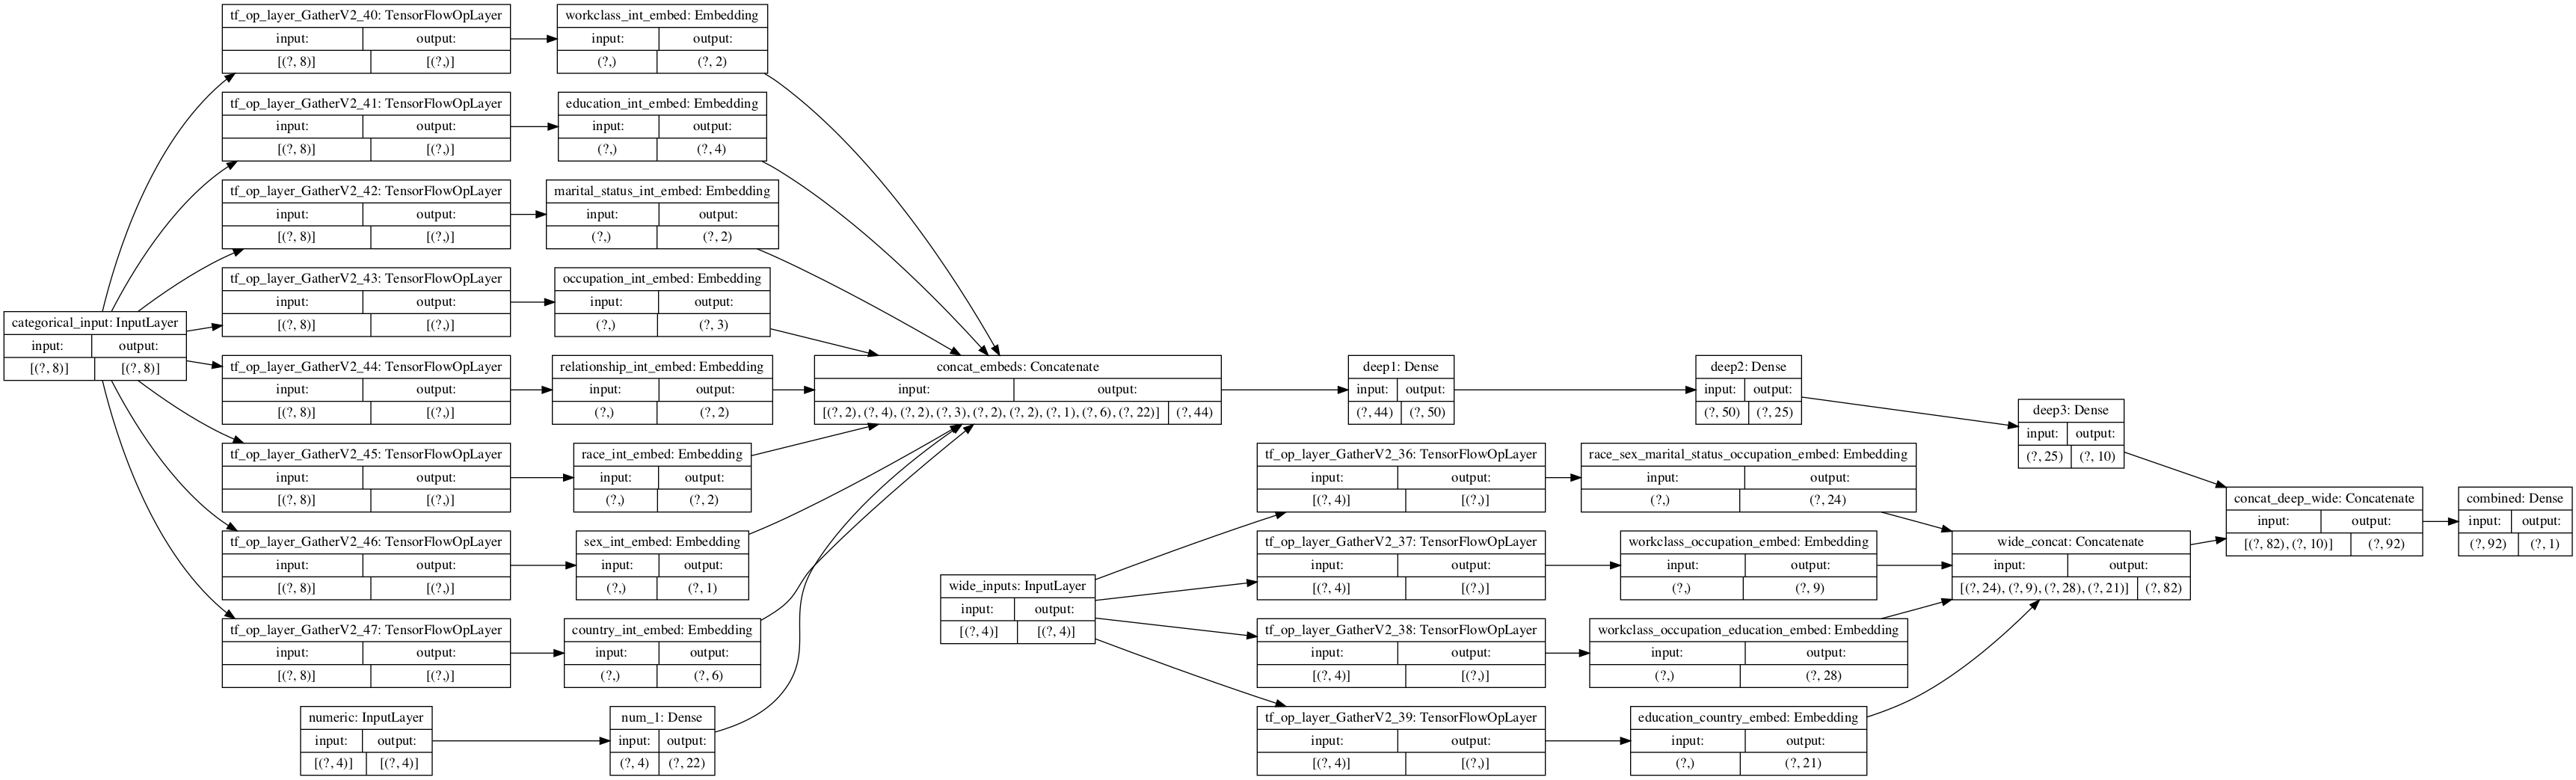 tf_op_layer_GatherV2_40: TensorFlowOpLayer
input: output:
[(?, 8)] [(?,)]
workclass_int_embed: Embedding
input: output:
(?,) (?, 2)
tf_op_layer_GatherV2_41: TensorFlowOpLayer
input: output:
[(?, 8)] [(?,)]
education_int_embed: Embedding
input: output:
(?,) (?, 4)
tf_op_layer_GatherV2_42: TensorFlowOpLayer
input: output:
[(?, 8)] [(?,)]
marital_status_int_embed: Embedding
input: output:
(?,) (?, 2)
tf_op_layer_GatherV2_43: TensorFlowOpLayer
input: output:
[(?, 8)] [(?,)]
occupation_int_embed: Embedding
input: output:
(?,) (?, 3)
categorical_input: InputLayer
input: output:
[(?, 8)] [(?, 8)]
tf_op_layer_GatherV2_44: TensorFlowOpLayer
input: output:
[(?, 8)] [(?,)]
relationship_int_embed: Embedding
input: output:
(?,) (?, 2)
concat_embeds: Concatenate
input: output:
[(?, 2), (?, 4), (?, 2), (?, 3), (?, 2), (?, 2), (?, 1), (?, 6), (?, 22)] (?, 44)
deep1: Dense
input: output:
(?, 44) (?, 50)
deep2: Dense
input: output:
(?, 50) (?, 25)
deep3: Dense
input: output:
(?, 25) (?, 10)
tf_op_layer_GatherV2_45: TensorFlowOpLayer
input: output:
[(?, 8)] [(?,)]
race_int_embed: Embedding
input: output:
(?,) (?, 2)
tf_op_layer_GatherV2_36: TensorFlowOpLayer
input: output:
[(?, 4)] [(?,)]
race_sex_marital_status_occupation_embed: Embedding
input: output:
(?,) (?, 24)
concat_deep_wide: Concatenate
input: output:
[(?, 82), (?, 10)] (?, 92)
combined: Dense
input: output:
(?, 92) (?, 1)
tf_op_layer_GatherV2_46: TensorFlowOpLayer
input: output:
[(?, 8)] [(?,)]
sex_int_embed: Embedding
input: output:
(?,) (?, 1)
tf_op_layer_GatherV2_37: TensorFlowOpLayer
input: output:
[(?, 4)] [(?,)]
workclass_occupation_embed: Embedding
input: output:
(?,) (?, 9)
wide_concat: Concatenate
input: output:
[(?, 24), (?, 9), (?, 28), (?, 21)] (?, 82)
wide_inputs: InputLayer
input: output:
[(?, 4)] [(?, 4)]
tf_op_layer_GatherV2_47: TensorFlowOpLayer
input: output:
[(?, 8)] [(?,)]
country_int_embed: Embedding
input: output:
(?,) (?, 6)
tf_op_layer_GatherV2_38: TensorFlowOpLayer
input: output:
[(?, 4)] [(?,)]
workclass_occupation_education_embed: Embedding
input: output:
(?,) (?, 28)
numeric: InputLayer
input: output:
[(?, 4)] [(?, 4)]
num_1: Dense
input: output:
(?, 4) (?, 22)
tf_op_layer_GatherV2_39: TensorFlowOpLayer
input: output:
[(?, 4)] [(?,)]
education_country_embed: Embedding
input: output:
(?,) (?, 21)